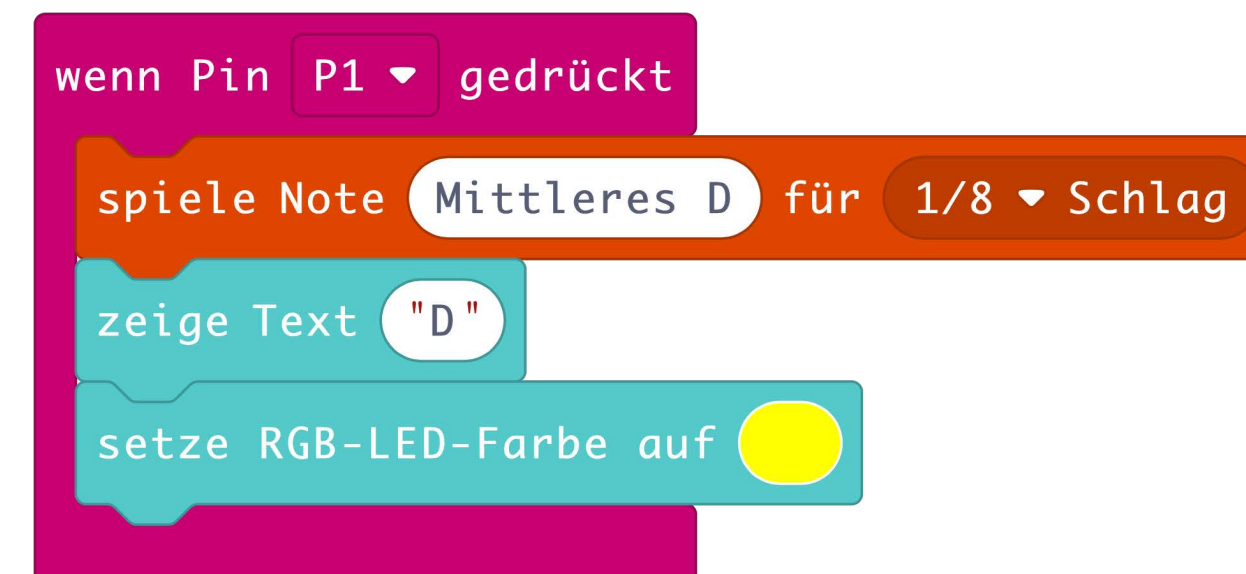 wenn Pin P1 gedrückt
spiele Note Mittleres D für 1/8 Schlag
zeige Text "D"
setze RGB-LED-Farbe auf